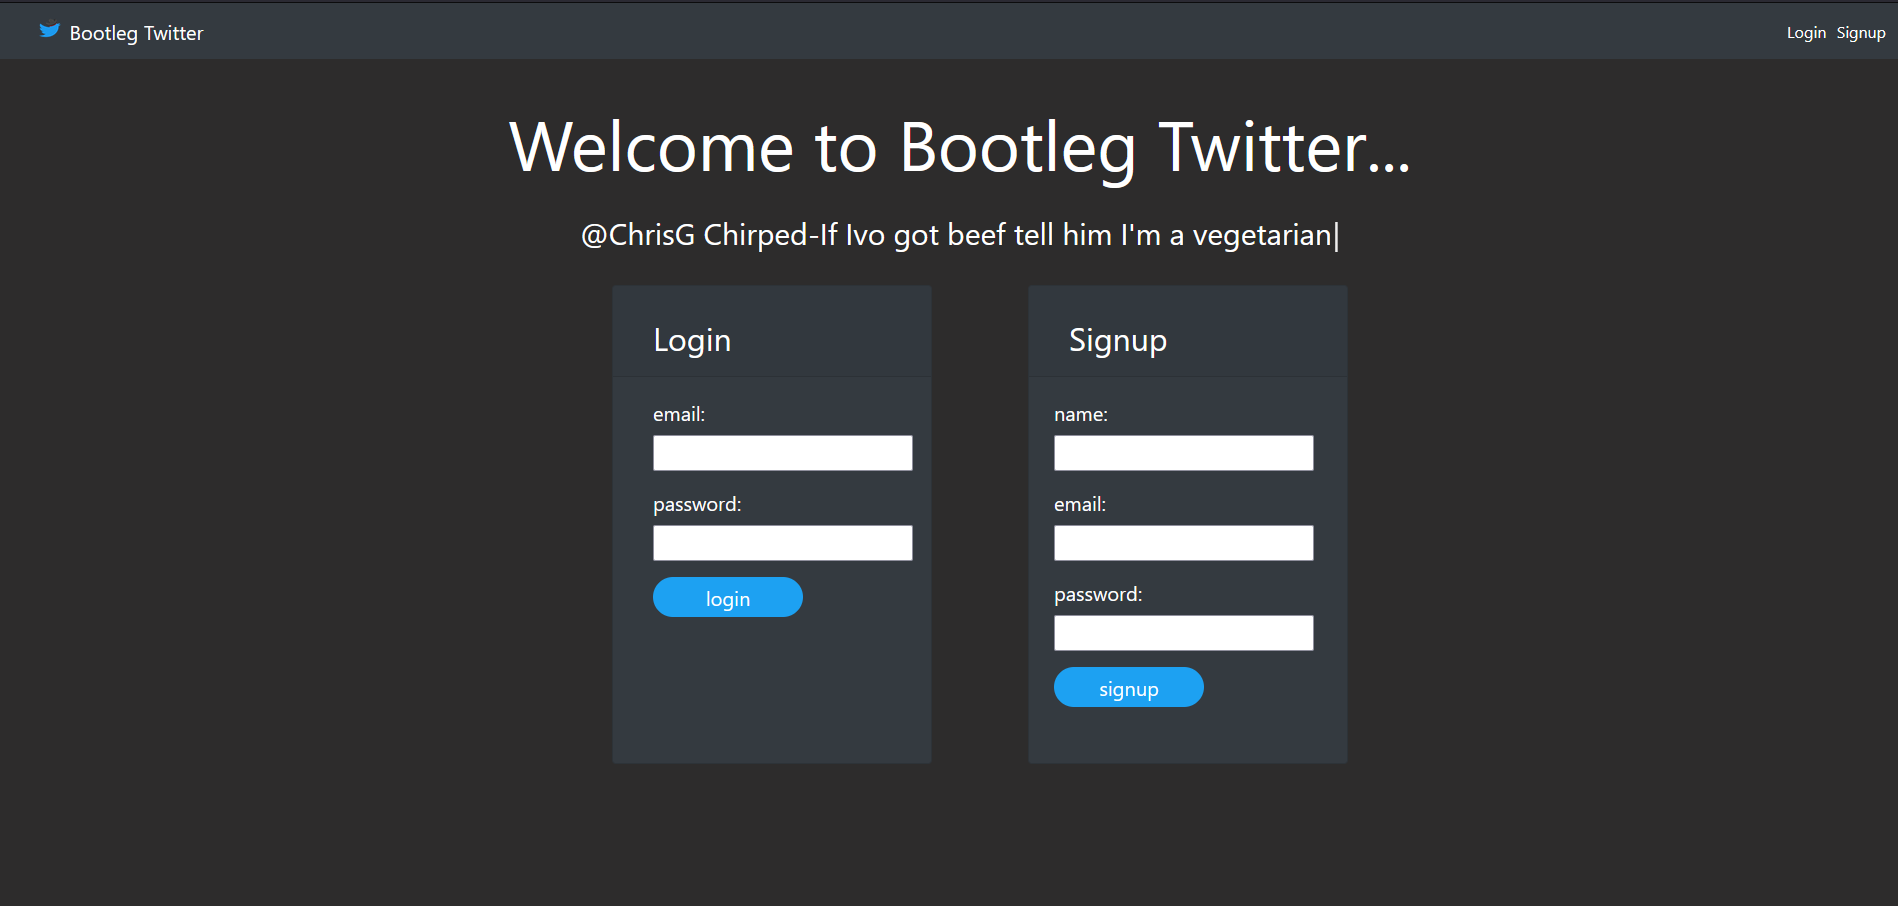 Bootleg Twitter
Login Signup
Welcome to Bootleg Twitter...
@ChrisG Chirped-If Ivo got beef tell him I'm a vegetarian|
Login
email:
password:
login
Signup
name:
email:
password:
signup